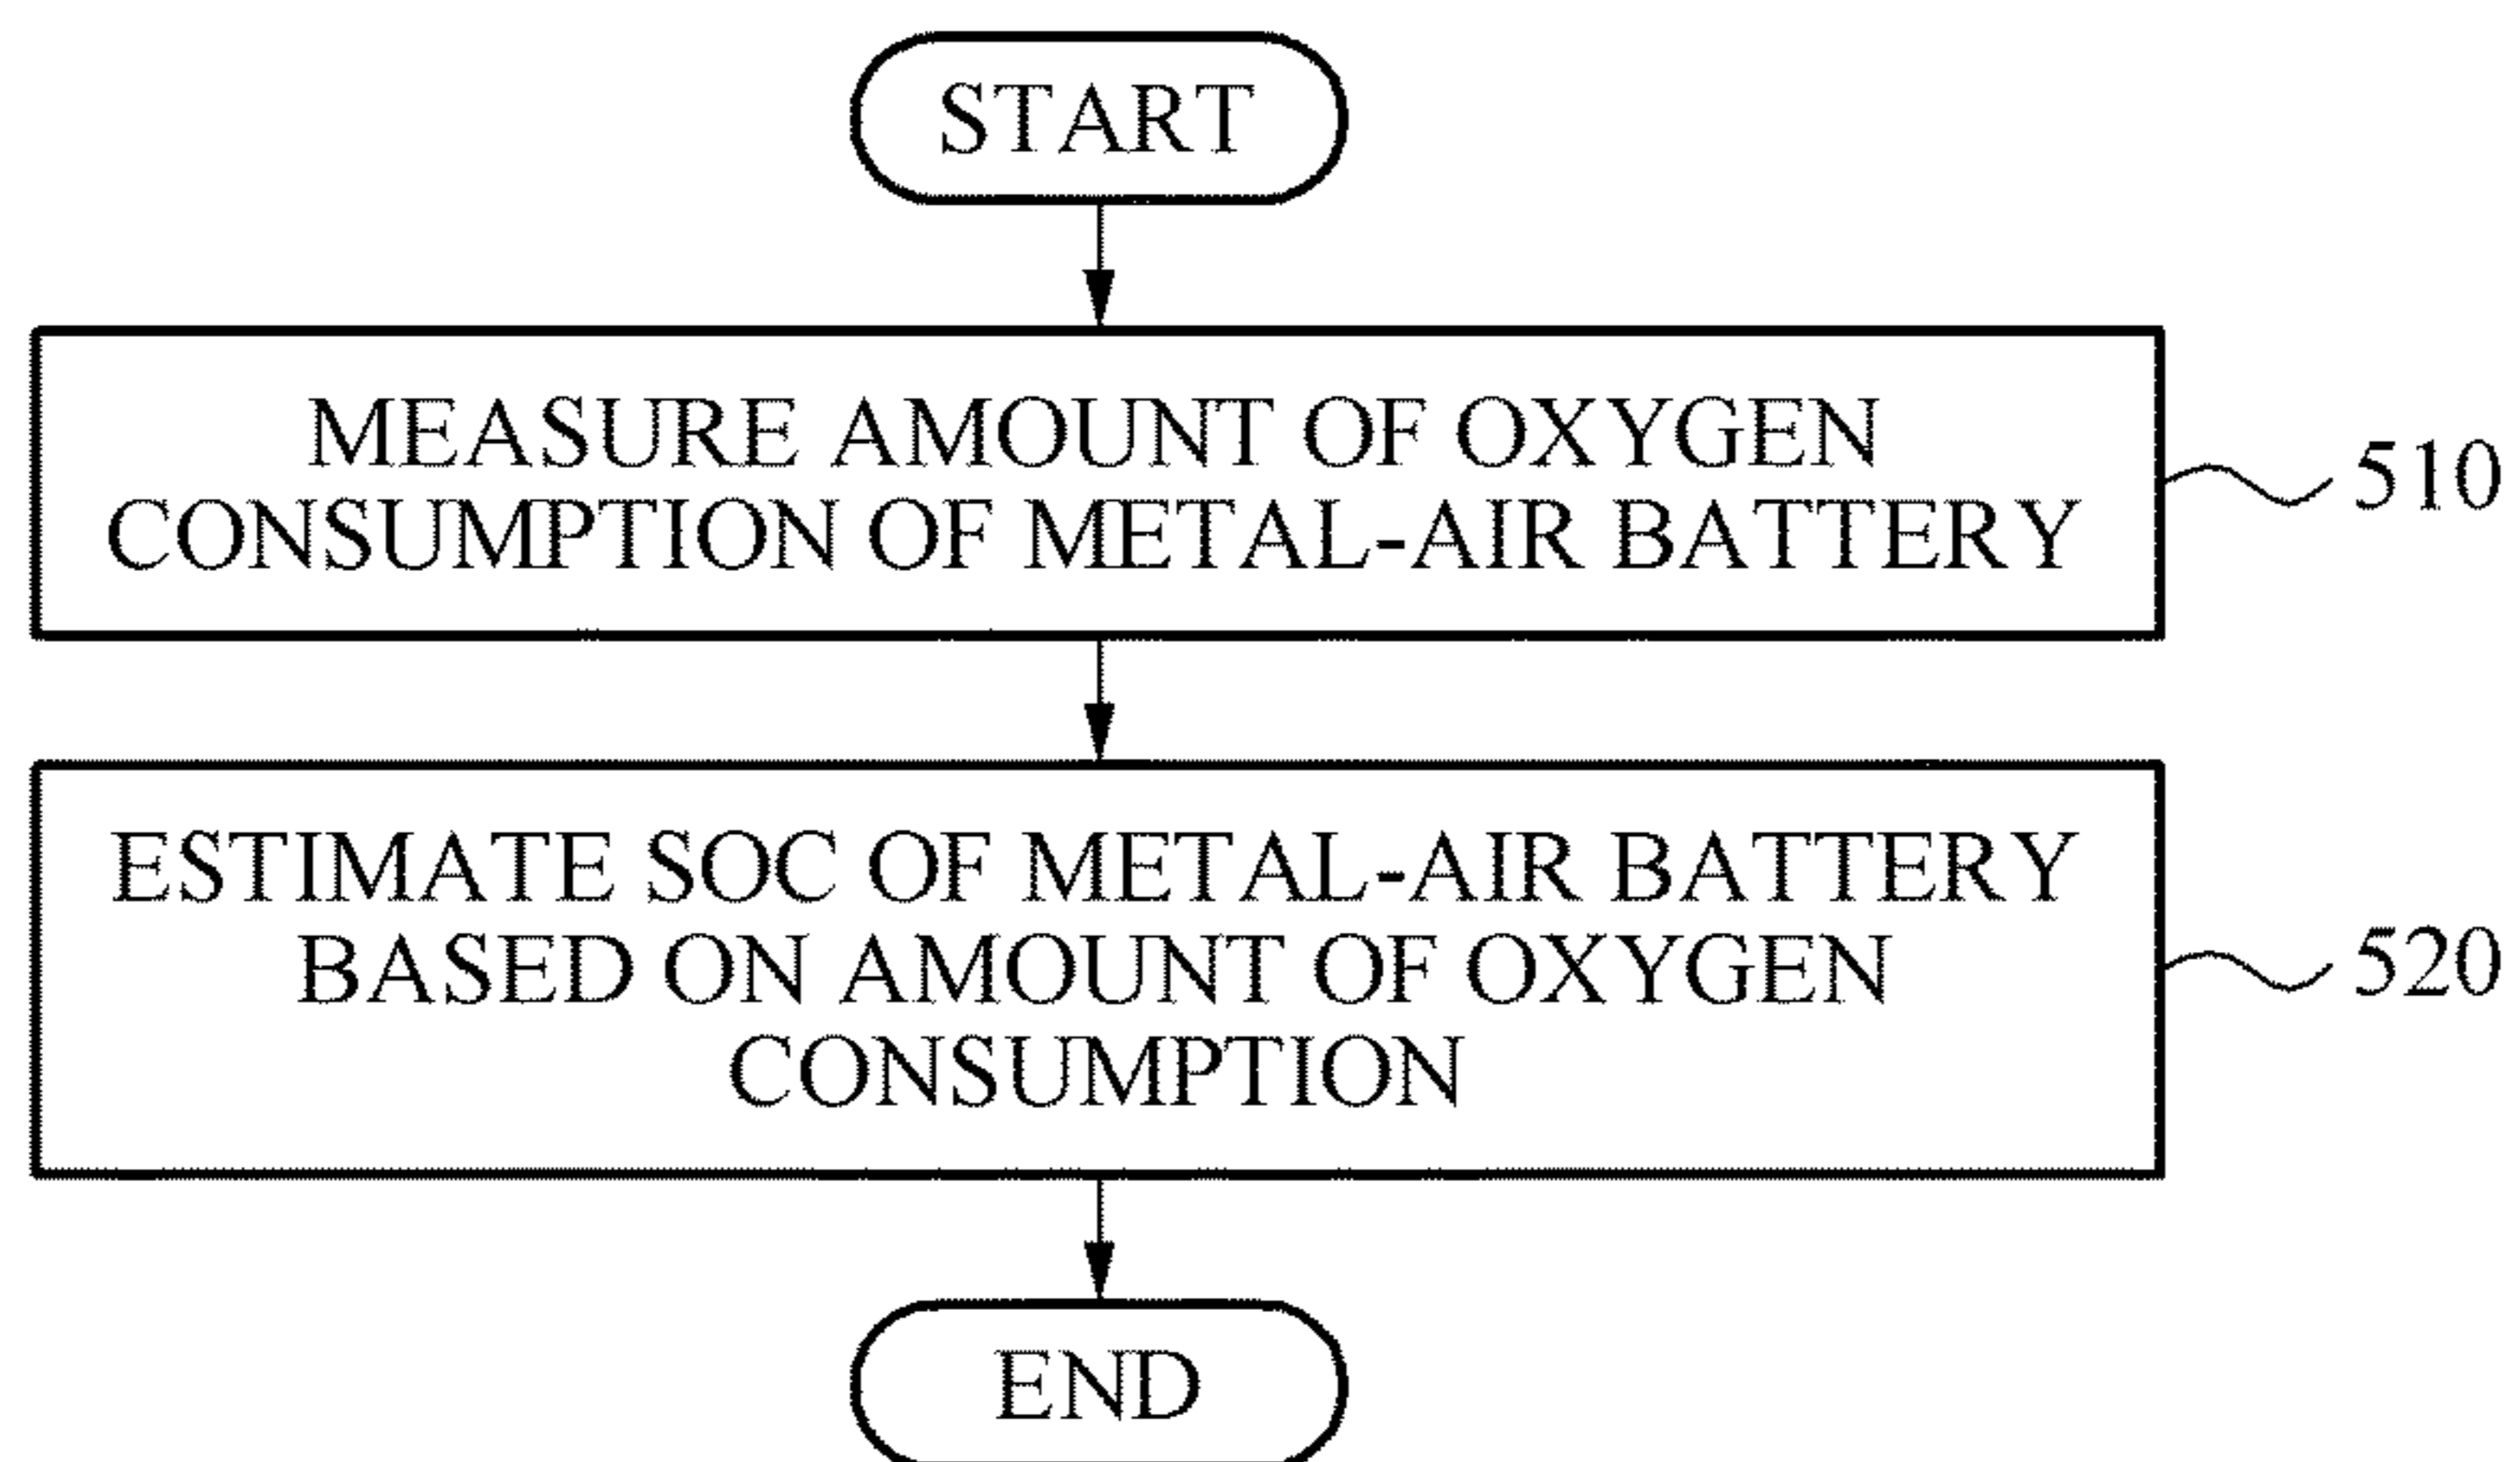 START
MEASURE AMOUNT OF OXYGEN
CONSUMPTION OF METAL-AIR BATTERY
510
ESTIMATE SOC OF METAL-AIR BATTERY
BASED ON AMOUNT OF OXYGEN
CONSUMPTION
520
END